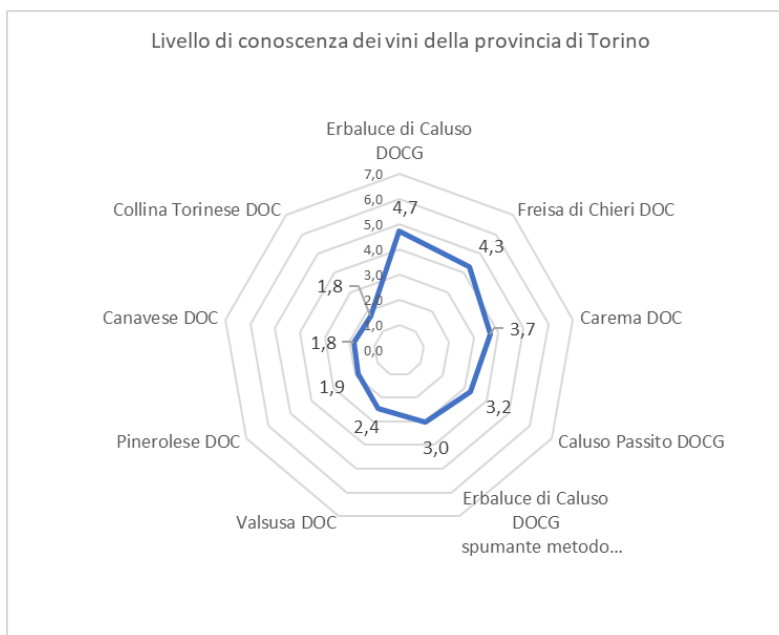 Livello di conoscenza dei vini della provincia di Torino
Erbaluce di Caluso
DOCG
7,0
6,0
5,0
4,0
3,0
2,0
1,0
0,0
4,7
Freisa di Chieri DOC
4,3
Carema DOC
3,7
Caluso Passito DOCG
3,2
Erbaluce di Caluso
DOCG
spumante metodo...
3,0
Valsusa DOC
2,4
Pinerolese DOC
1,9
Canavese DOC
1,8
Collina Torinese DOC
1,8